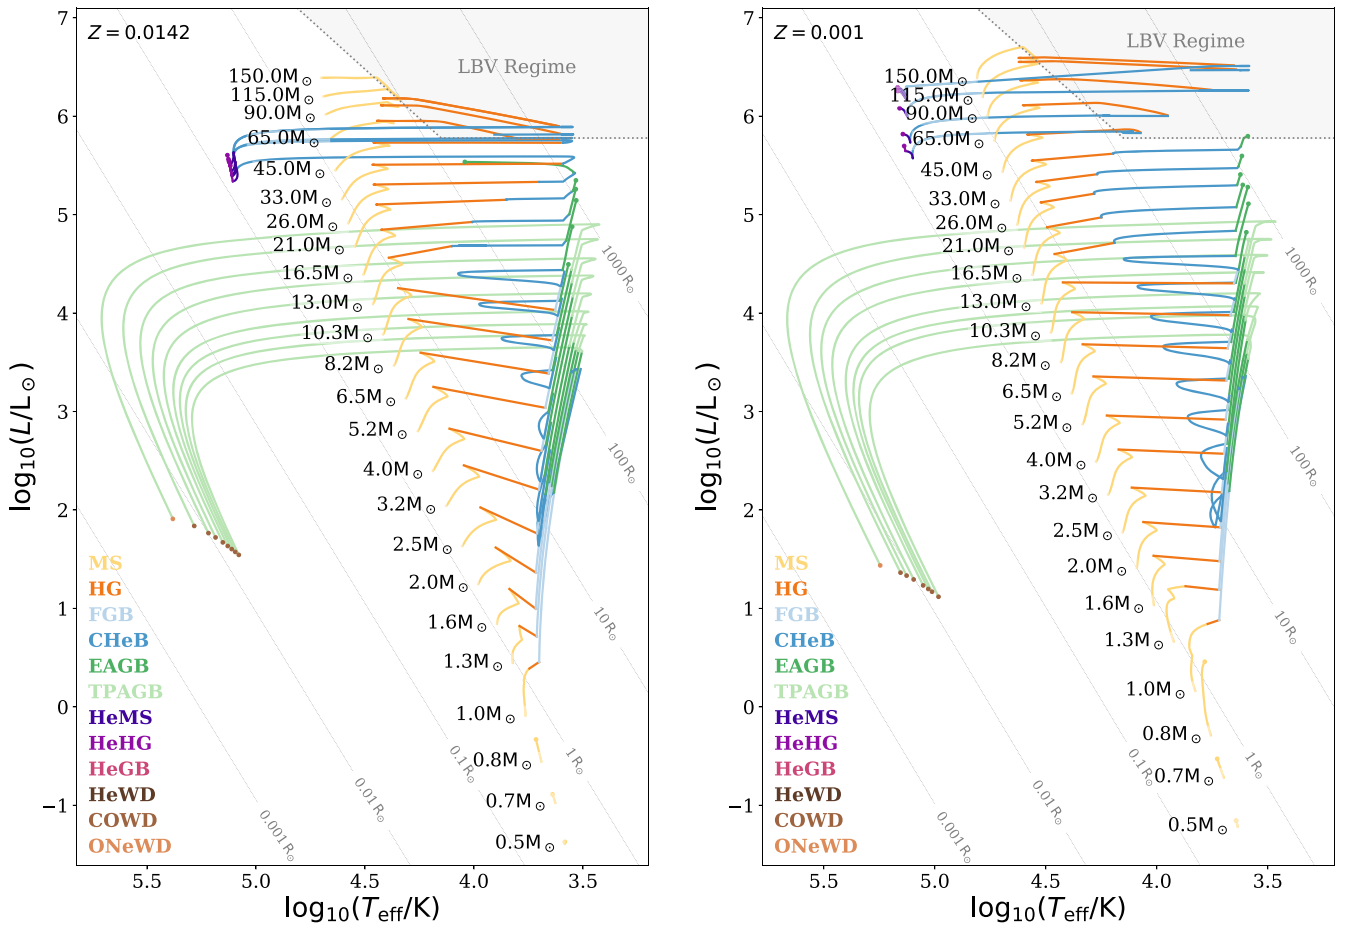 Z = 0.0142
LBV Regime
150.0M⊙
115.0M⊙
90.0M⊙
65.0M⊙
45.0M⊙
33.0M⊙
26.0M⊙
21.0M⊙
16.5M⊙
13.0M⊙
10.3M⊙
8.2M⊙
6.5M⊙
5.2M⊙
4.0M⊙
3.2M⊙
2.5M⊙
2.0M⊙
1.6M⊙
1.3M⊙
1.0M⊙
0.8M⊙
0.7M⊙
0.5M⊙
1000R⊙
100R⊙
10R⊙
1R⊙
0.1R⊙
0.01R⊙
0.001R⊙
MS
HG
FGB
CHeB
EAGB
TPAGB
HeMS
HeHG
HeGB
HeWD
COWD
ONeWD
7
6
5
4
3
2
1
0
−1
log₁₀(L/L⊙)
5.5
5.0
4.5
4.0
3.5
log₁₀(Teff/K)
Z = 0.001
LBV Regime
150.0M⊙
115.0M⊙
90.0M⊙
65.0M⊙
45.0M⊙
33.0M⊙
26.0M⊙
21.0M⊙
16.5M⊙
13.0M⊙
10.3M⊙
8.2M⊙
6.5M⊙
5.2M⊙
4.0M⊙
3.2M⊙
2.5M⊙
2.0M⊙
1.6M⊙
1.3M⊙
1.0M⊙
0.8M⊙
0.7M⊙
0.5M⊙
1000R⊙
100R⊙
10R⊙
1R⊙
0.1R⊙
0.01R⊙
0.001R⊙
MS
HG
FGB
CHeB
EAGB
TPAGB
HeMS
HeHG
HeGB
HeWD
COWD
ONeWD
7
6
5
4
3
2
1
0
−1
log₁₀(L/L⊙)
5.5
5.0
4.5
4.0
3.5
log₁₀(Teff/K)